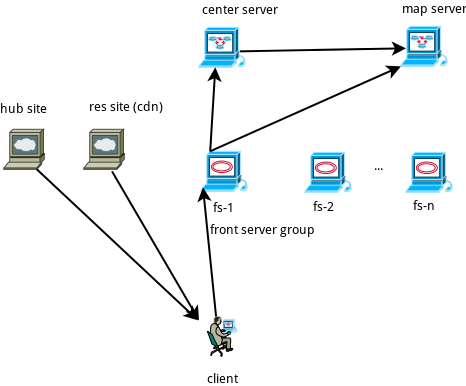 center server
map server
hub site
res site (cdn)
...
fs-1
fs-2
fs-n
front server group
client